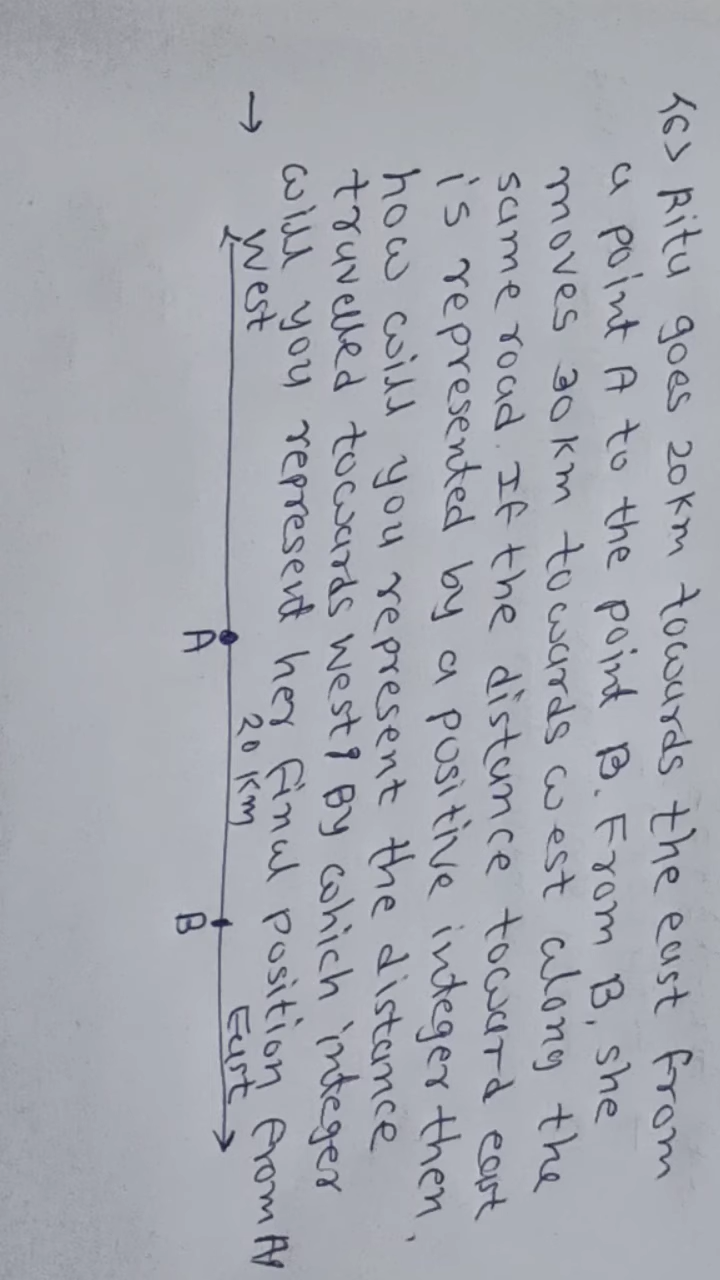 (6) Ritu goes 20km towards the east from
a point A to the point B. From B, she
moves 30 km towards west along the
same road. If the distance toward east
is represented by a positive integer then,
how will you represent the distance
travelled towards west? By which integer
will you represent her final position from A?
→
West
20 km
East
A
B